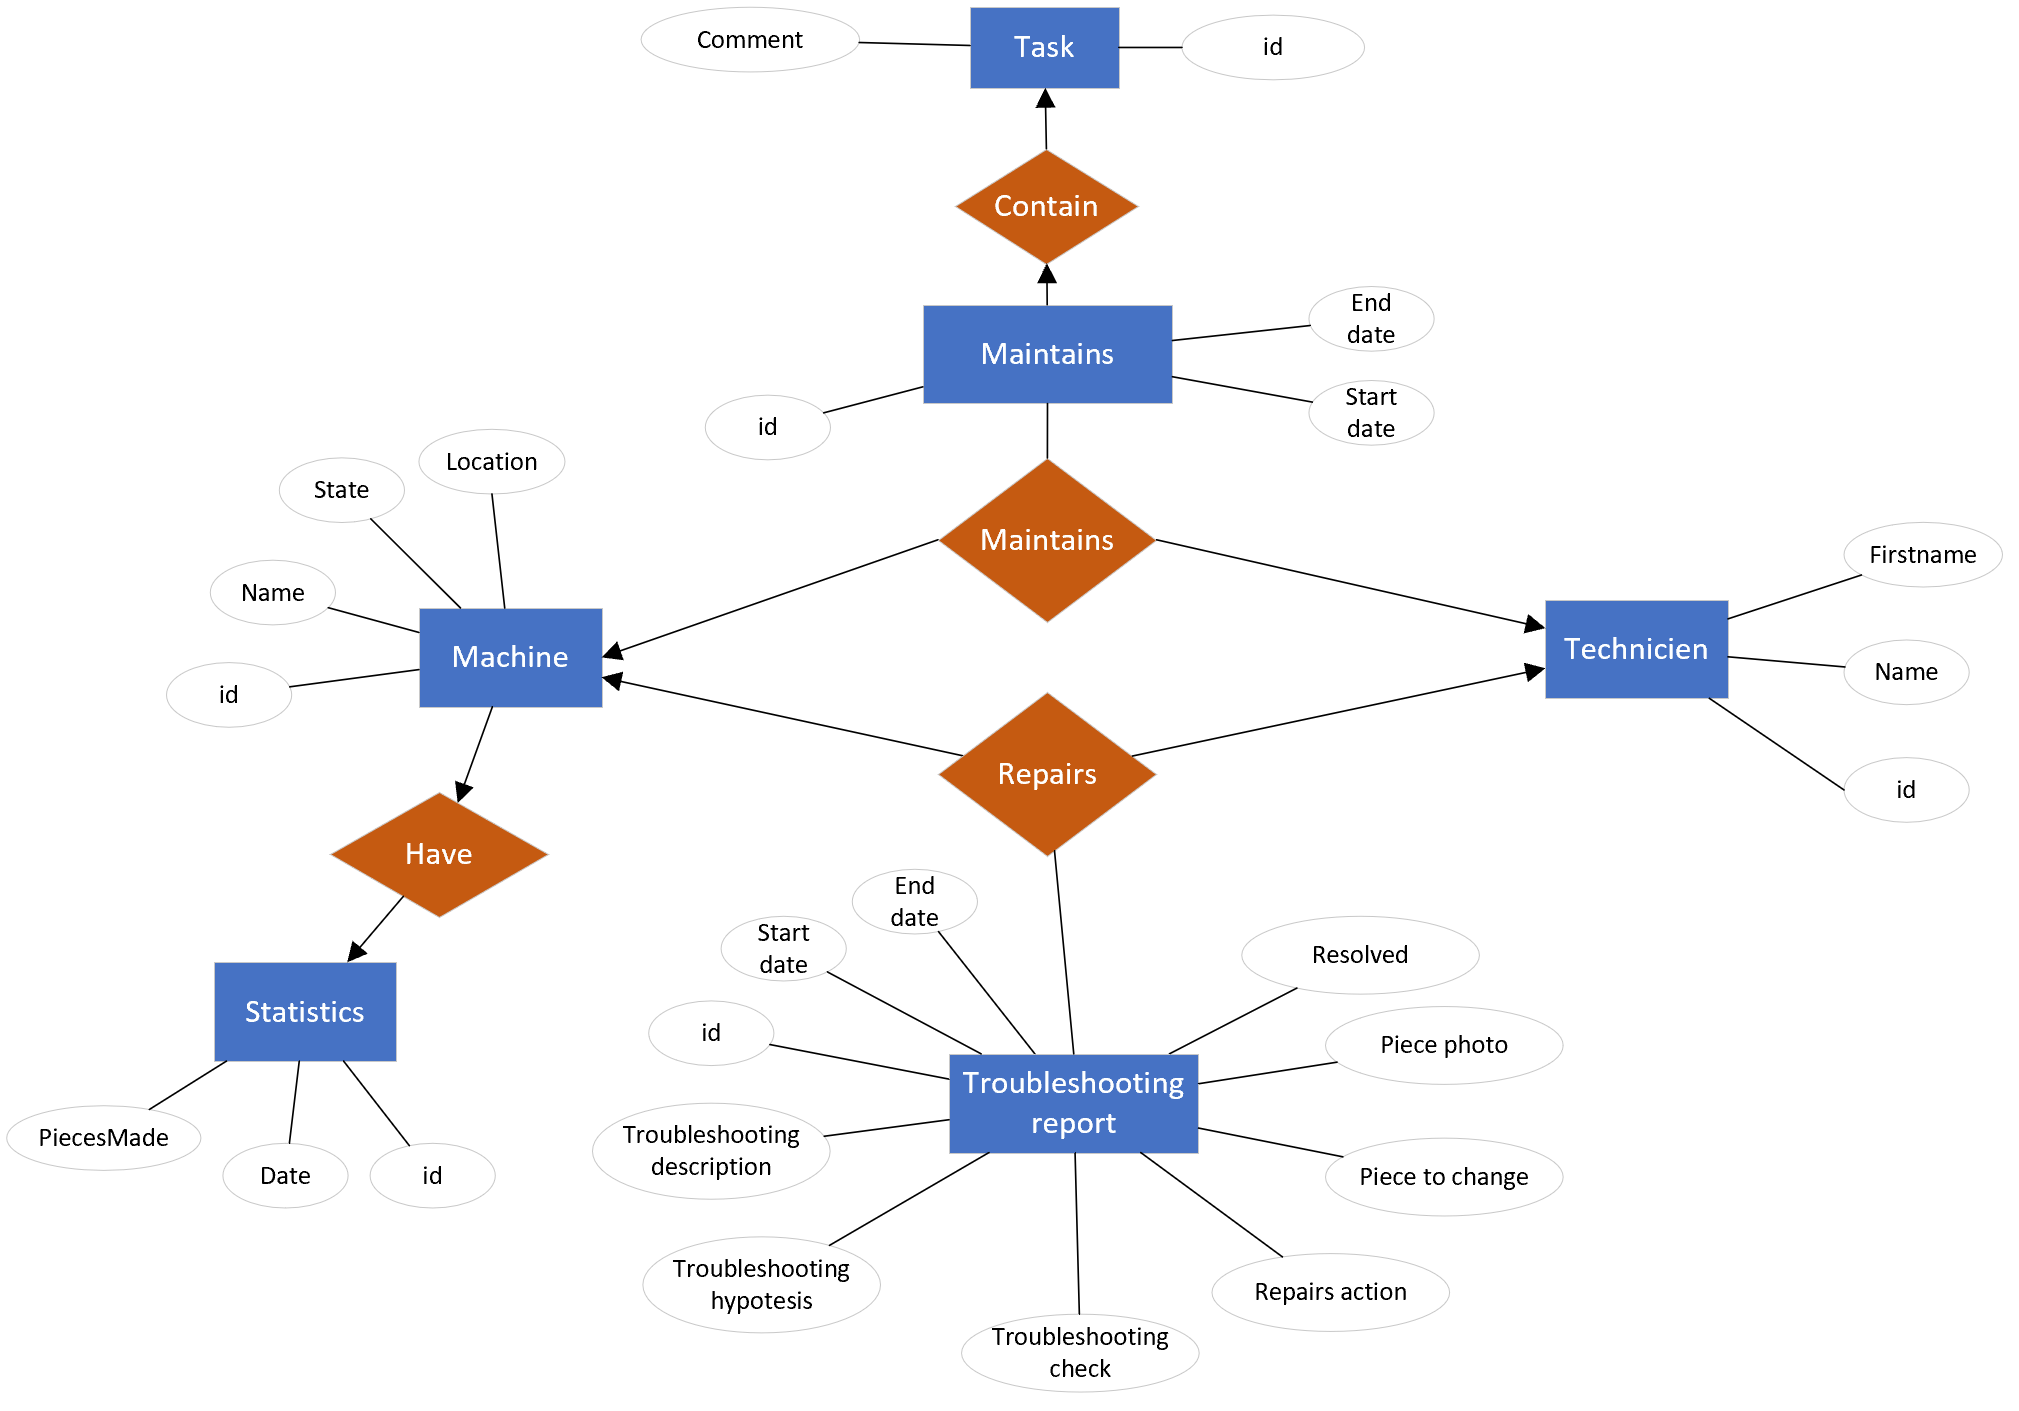 Comment
Task
id
Contain
End
date
Maintains
Start
date
id
Location
State
Maintains
Firstname
Name
Technicien
Machine
Name
id
id
Repairs
Have
End
date
Start
date
Resolved
Statistics
id
Piece photo
Troubleshooting
report
PiecesMade
Date
id
Troubleshooting
description
Piece to change
Troubleshooting
hypotesis
Repairs action
Troubleshooting
check